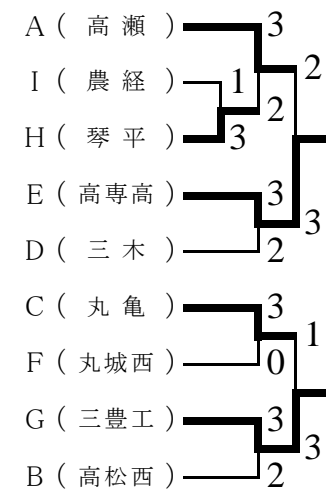 A ( 高 瀬 ) 3
2
I ( 農 経 ) 1
2
H ( 琴 平 ) 3
E ( 高専高 ) 3
3
D ( 三 木 ) 2
C ( 丸 亀 ) 3
1
F ( 丸城西 ) 0
G ( 三豊工 ) 3
3
B ( 高松西 ) 2